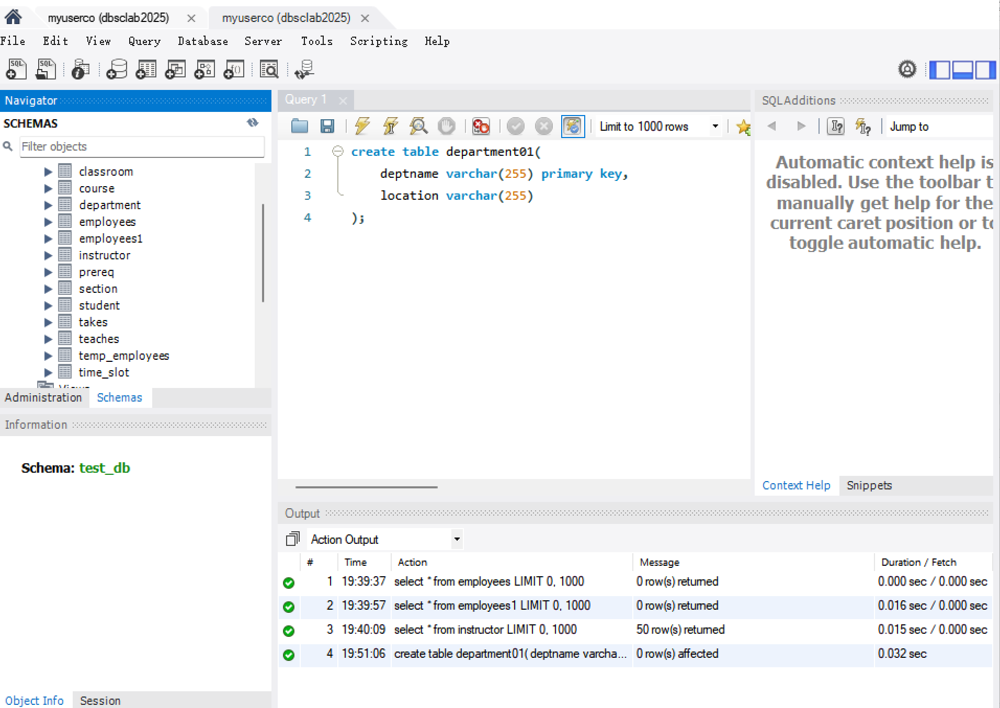 myuserco (dbsclab2025)
myuserco (dbsclab2025)
File Edit View Query Database Server Tools Scripting Help
Navigator
SCHEMAS
Filter objects
classroom
course
department
employees
employees1
instructor
prereq
section
student
takes
teaches
temp_employees
time_slot
Views
Administration Schemas
Information
Schema: test_db
Object Info Session
Query 1
Limit to 1000 rows
1 create table department01(
2 deptname varchar(255) primary key,
3 location varchar(255)
4 );
SQLAdditions
Jump to
Automatic context help is
disabled. Use the toolbar t
manually get help for the
current caret position or to
toggle automatic help.
Context Help Snippets
Output
Action Output
# Time Action Message Duration / Fetch
1 19:39:37 select * from employees LIMIT 0, 1000 0 row(s) returned 0.000 sec / 0.000 sec
2 19:39:57 select * from employees1 LIMIT 0, 1000 0 row(s) returned 0.016 sec / 0.000 sec
3 19:40:09 select * from instructor LIMIT 0, 1000 50 row(s) returned 0.015 sec / 0.000 sec
4 19:51:06 create table department01( deptname varcha... 0 row(s) affected 0.032 sec